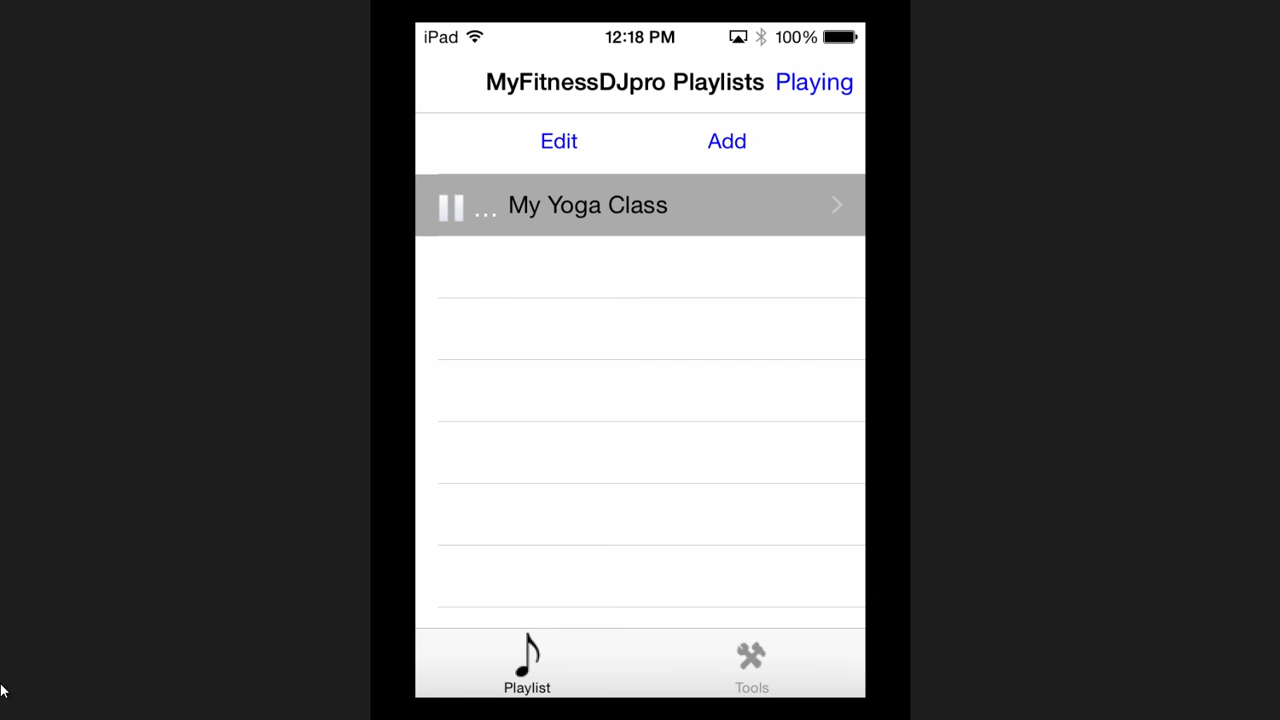 iPad 12:18 PM 100%
MyFitnessDJpro Playlists Playing
Edit Add
... My Yoga Class
Playlist Tools